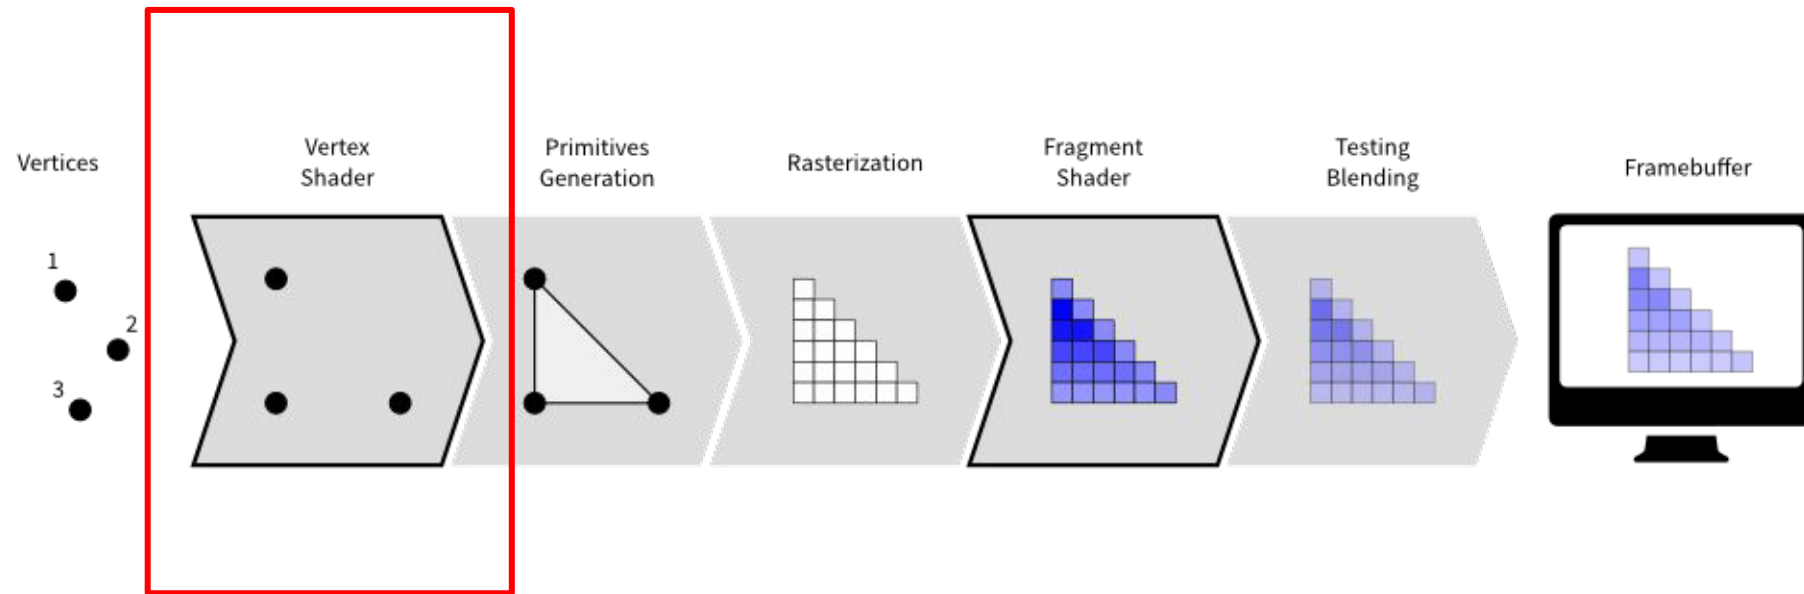 Vertices
1
2
3
Vertex
Shader
Primitives
Generation
Rasterization
Fragment
Shader
Testing
Blending
Framebuffer